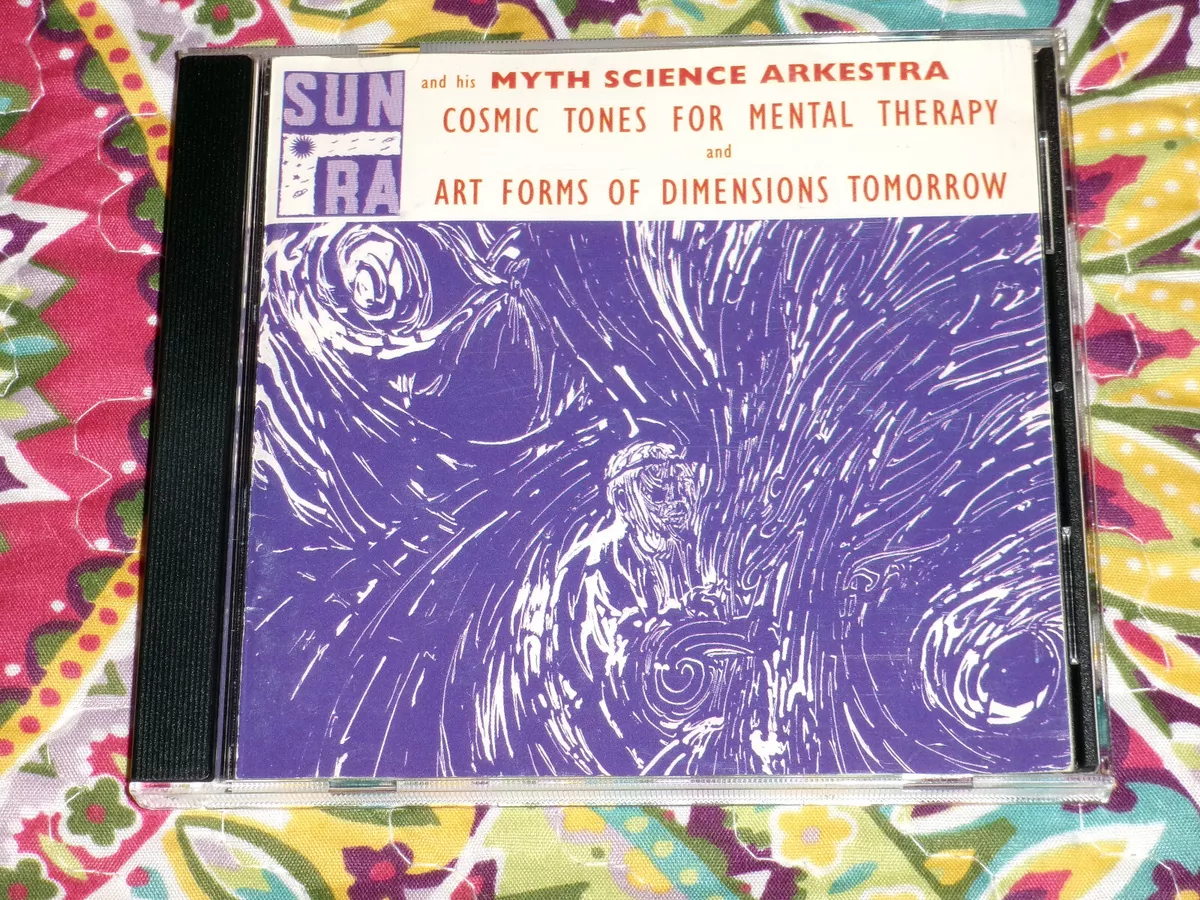 SUN
RA
and his MYTH SCIENCE ARKESTRA
COSMIC TONES FOR MENTAL THERAPY
and
ART FORMS OF DIMENSIONS TOMORROW